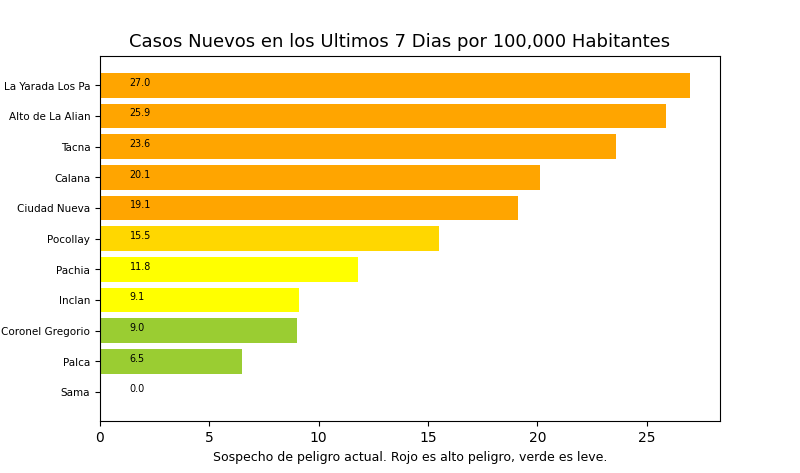 Casos Nuevos en los Ultimos 7 Dias por 100,000 Habitantes
La Yarada Los Pa 27.0
Alto de La Alian 25.9
Tacna 23.6
Calana 20.1
Ciudad Nueva 19.1
Pocollay 15.5
Pachia 11.8
Inclan 9.1
Coronel Gregorio 9.0
Palca 6.5
Sama 0.0
0 5 10 15 20 25
Sospecho de peligro actual. Rojo es alto peligro, verde es leve.